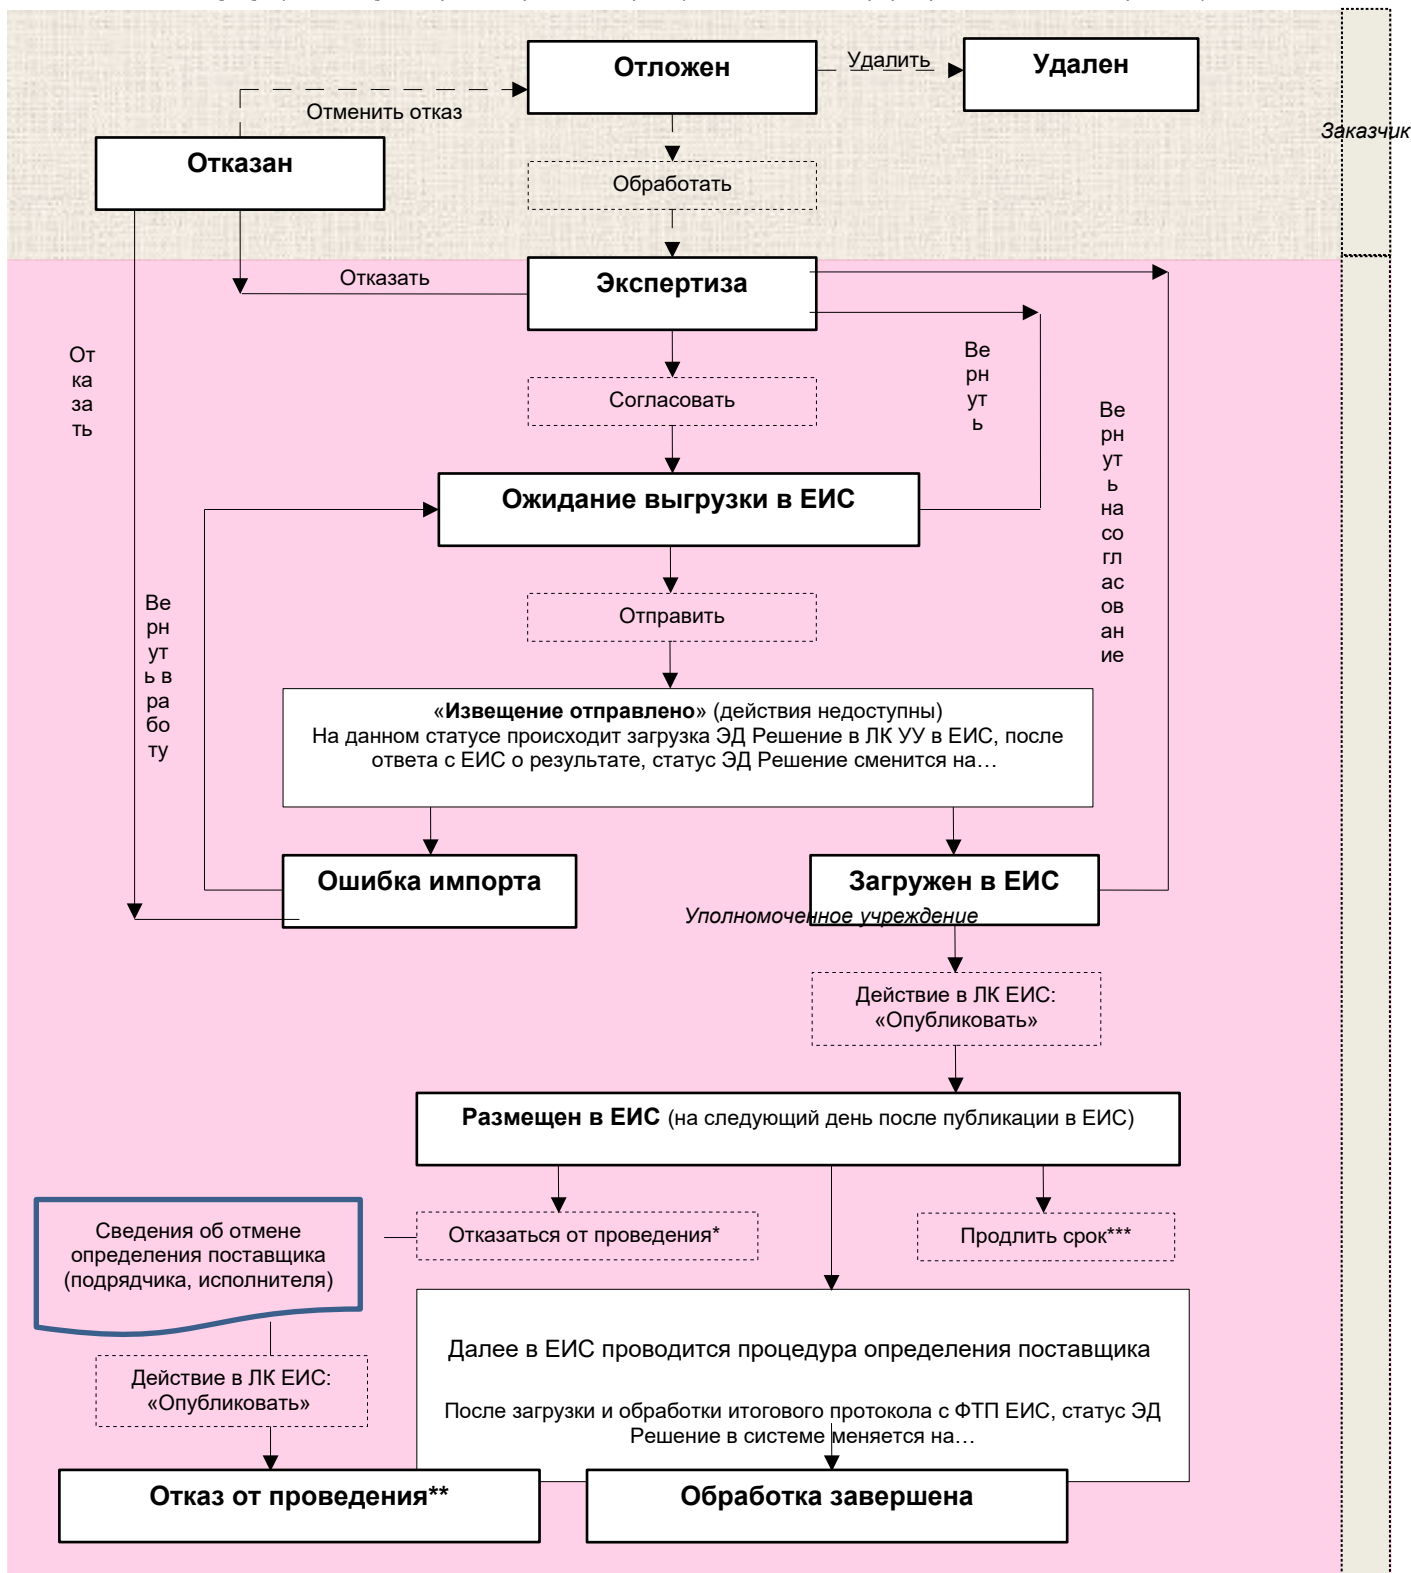 Отложен
Удалить
Удален
Отменить отказ
Заказчик
Отказан
Обработать
Отказать
Экспертиза
От
ка
за
ть
Ве
рн
ут
ь
Согласовать
Ве
рн
ут
ь
на
со
гл
ас
ов
ан
ие
Ожидание выгрузки в ЕИС
Ве
рн
ут
ь в
ра
бо
ту
Отправить
«Извещение отправлено» (действия недоступны)
На данном статусе происходит загрузка ЭД Решение в ЛК УУ в ЕИС, после
ответа с ЕИС о результате, статус ЭД Решение сменится на…
Ошибка импорта
Загружен в ЕИС
Уполномоченное учреждение
Действие в ЛК ЕИС:
«Опубликовать»
Размещен в ЕИС (на следующий день после публикации в ЕИС)
Сведения об отмене
определения поставщика
(подрядчика, исполнителя)
Отказаться от проведения*
Продлить срок***
Далее в ЕИС проводится процедура определения поставщика
После загрузки и обработки итогового протокола с ФТП ЕИС, статус ЭД
Решение в системе меняется на…
Действие в ЛК ЕИС:
«Опубликовать»
Отказ от проведения**
Обработка завершена